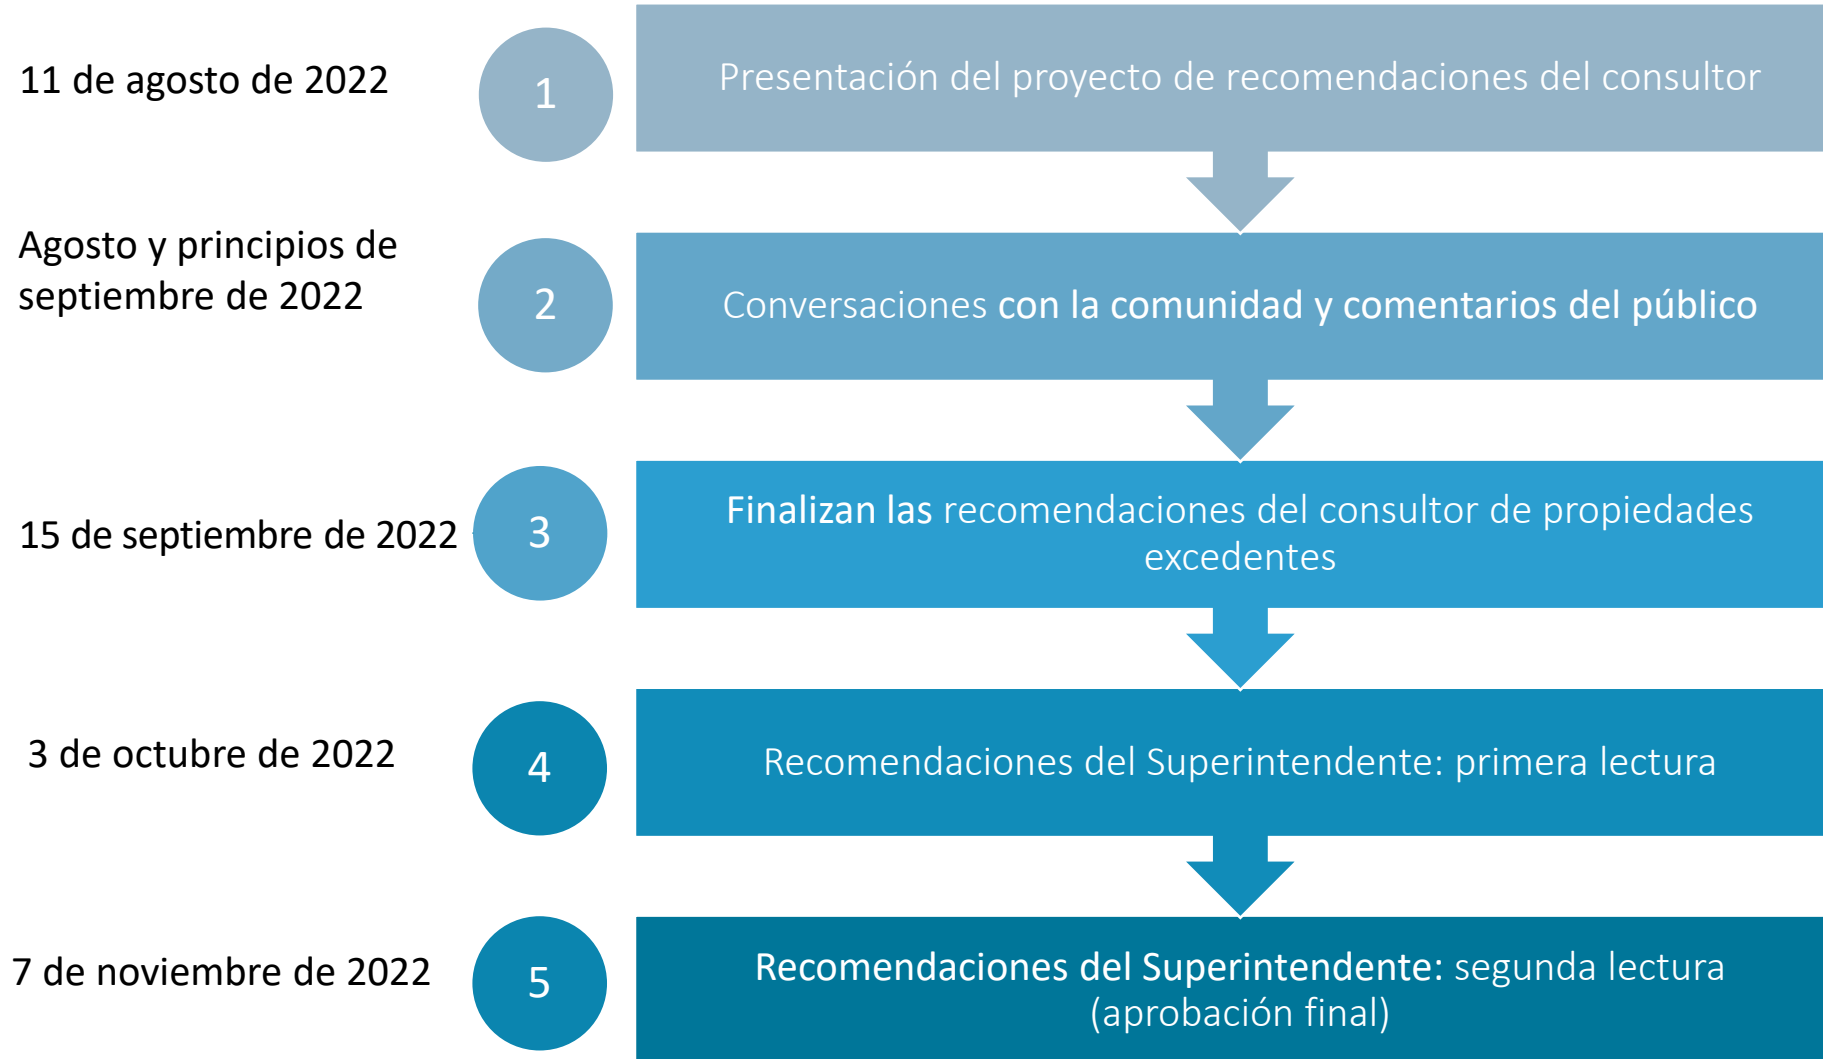 11 de agosto de 2022
1
Presentación del proyecto de recomendaciones del consultor
Agosto y principios de
septiembre de 2022
2
Conversaciones con la comunidad y comentarios del público
15 de septiembre de 2022
3
Finalizan las recomendaciones del consultor de propiedades
excedentes
3 de octubre de 2022
4
Recomendaciones del Superintendente: primera lectura
7 de noviembre de 2022
5
Recomendaciones del Superintendente: segunda lectura
(aprobación final)